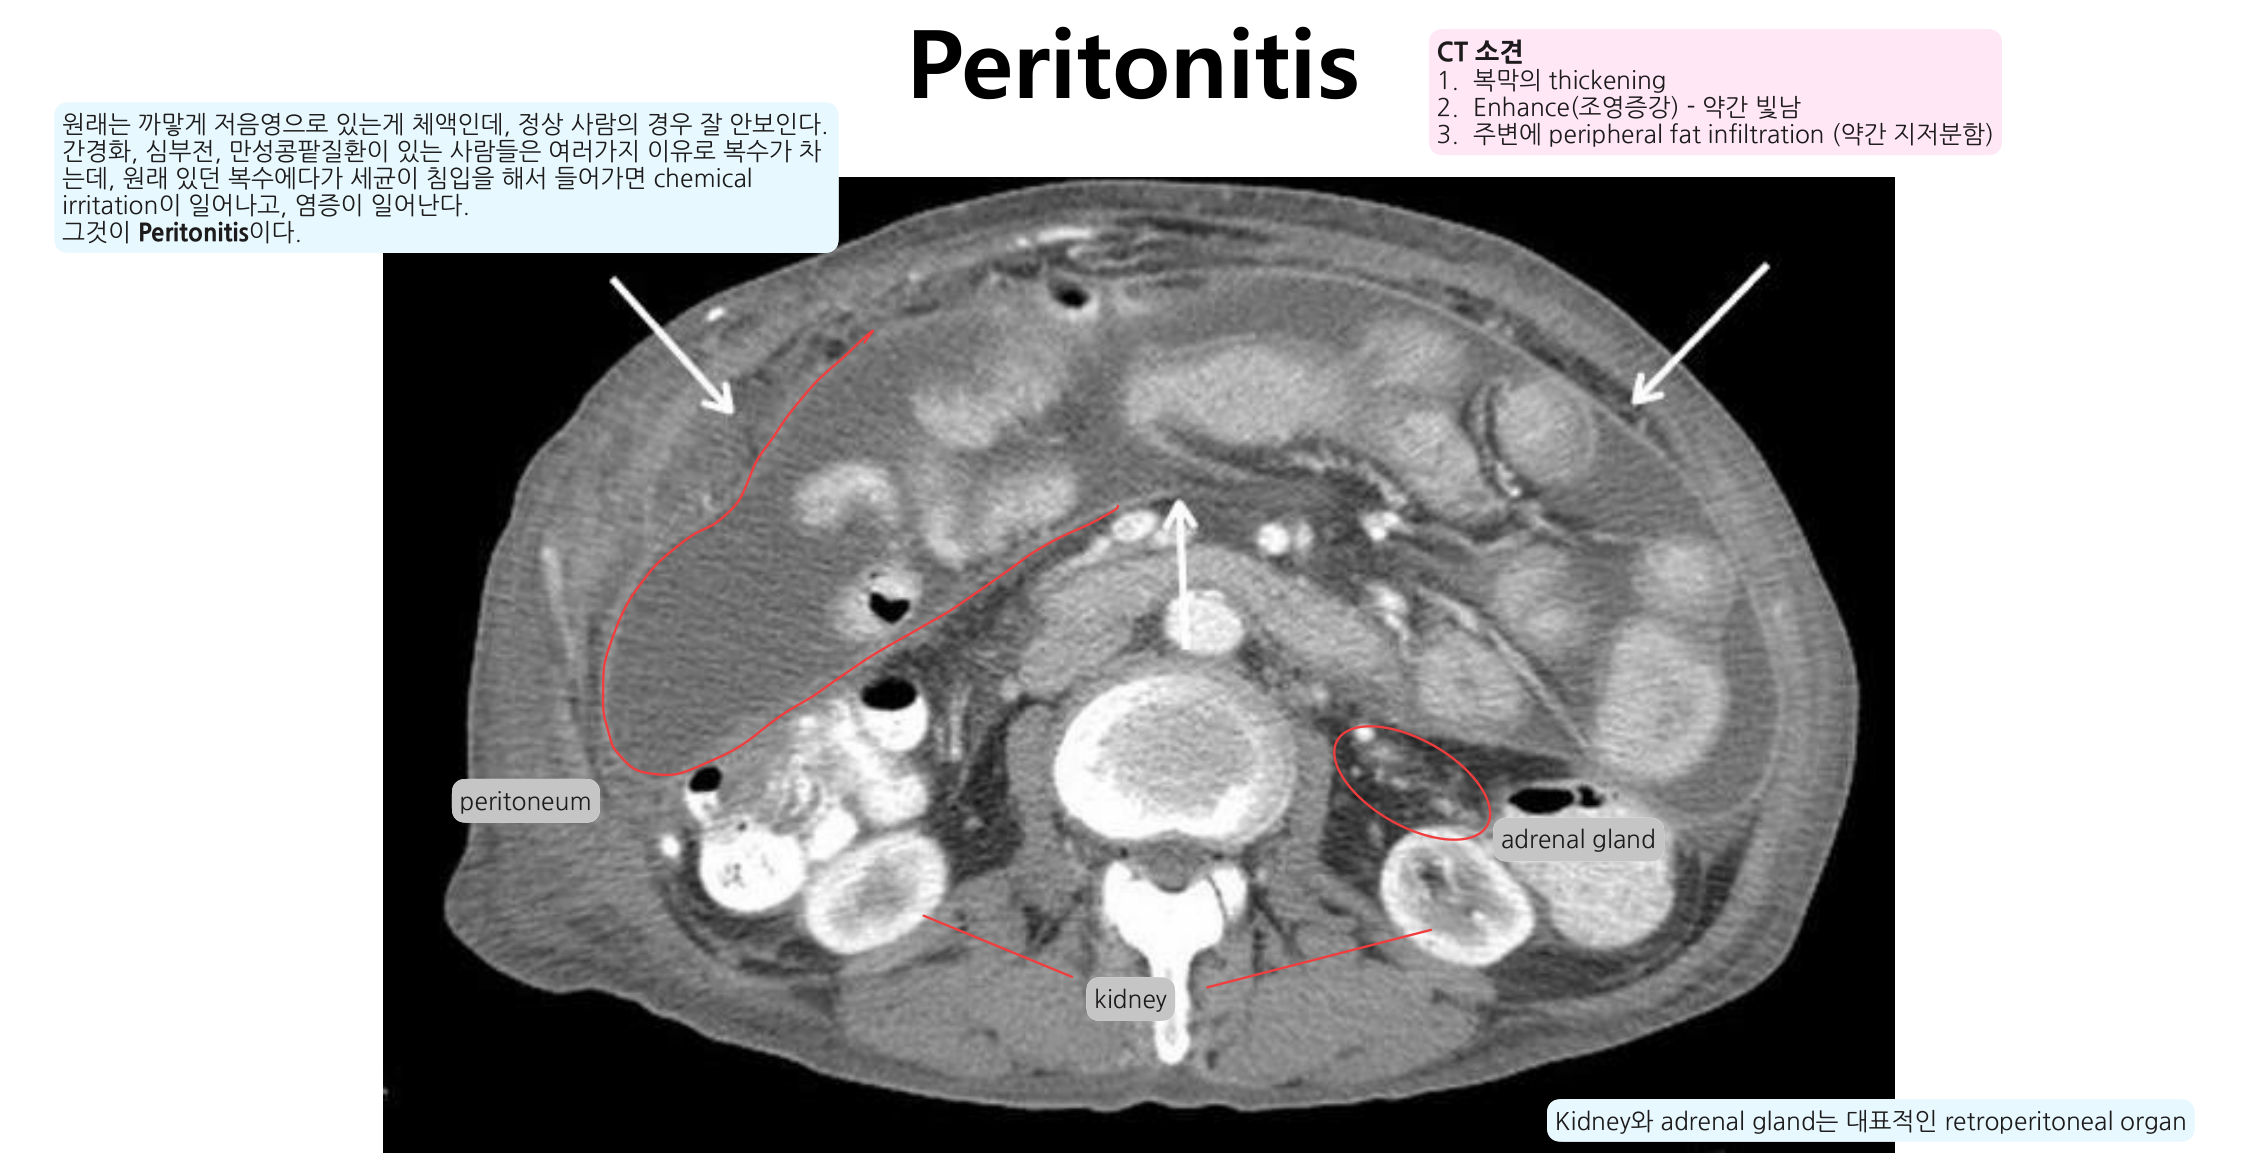 Peritonitis
CT 소견
1. 복막의 thickening
2. Enhance(조영증강) - 약간 빛남
3. 주변에 peripheral fat infiltration (약간 지저분함)
원래는 까맣게 저음영으로 있는게 체액인데, 정상 사람의 경우 잘 안보인다.
간경화, 심부전, 만성콩팥질환이 있는 사람들은 여러가지 이유로 복수가 차
는데, 원래 있던 복수에다가 세균이 침입을 해서 들어가면 chemical
irritation이 일어나고, 염증이 일어난다.
그것이 Peritonitis이다.
peritoneum
adrenal gland
kidney
Kidney와 adrenal gland는 대표적인 retroperitoneal organ